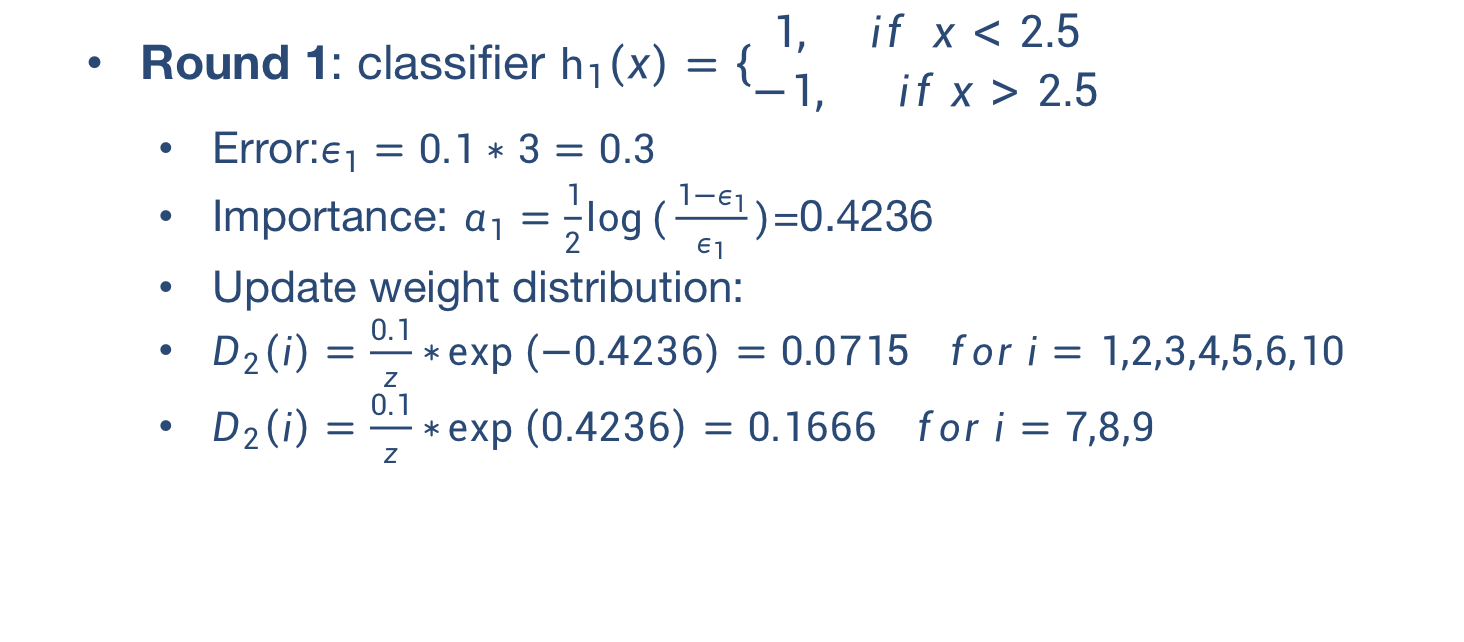 • Round 1: classifier h₁(x) = { 1, if x < 2.5
−1, if x > 2.5
• Error:ϵ₁ = 0.1 ∗ 3 = 0.3
• Importance: α₁ = 1/2 log ( (1−ϵ₁)/ϵ₁ )=0.4236
• Update weight distribution:
• D₂(i) = 0.1/z ∗ exp (−0.4236) = 0.0715 for i = 1,2,3,4,5,6,10
• D₂(i) = 0.1/z ∗ exp (0.4236) = 0.1666 for i = 7,8,9